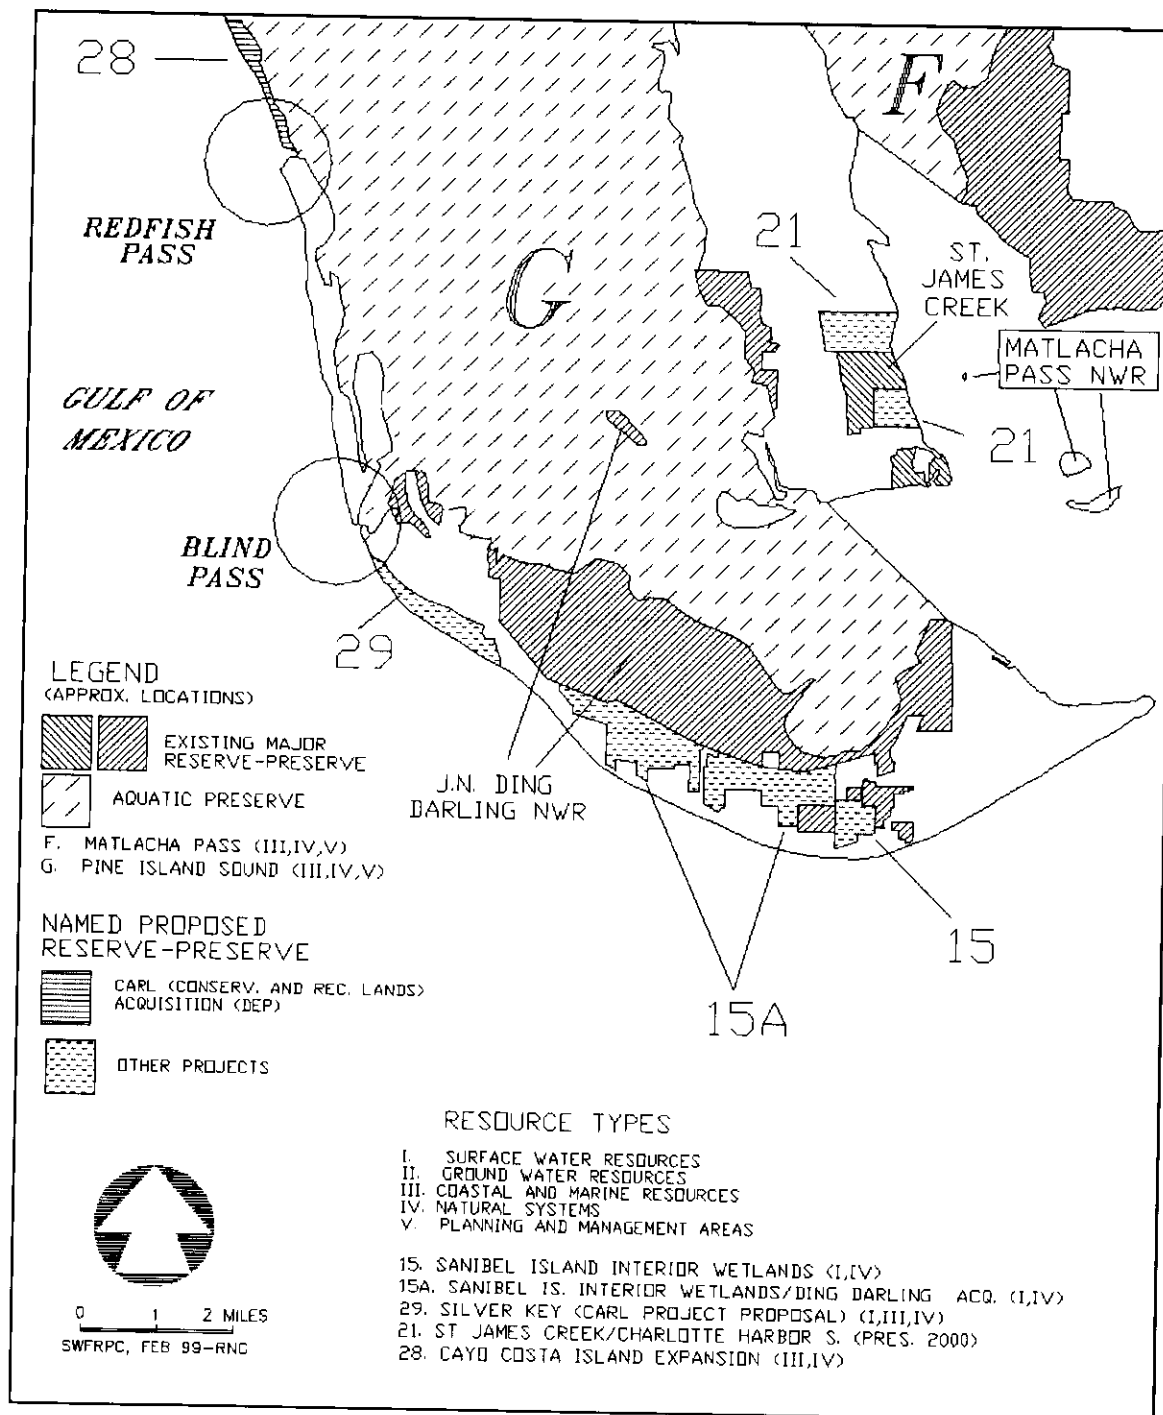 28
F
REDFISH
PASS
21
ST.
JAMES
CREEK
G
MATLACHA
PASS NWR
GULF OF
MEXICO
21
BLIND
PASS
29
LEGEND
(APPROX. LOCATIONS)
EXISTING MAJOR
RESERVE-PRESERVE
J.N. DING
DARLING NWR
AQUATIC PRESERVE
F. MATLACHA PASS (III,IV,V)
G. PINE ISLAND SOUND (III,IV,V)
15
NAMED PROPOSED
RESERVE-PRESERVE
CARL (CONSERV. AND REC. LANDS)
ACQUISITION (DEP)
15A
OTHER PROJECTS
RESOURCE TYPES
I. SURFACE WATER RESOURCES
II. GROUND WATER RESOURCES
III. COASTAL AND MARINE RESOURCES
IV. NATURAL SYSTEMS
V. PLANNING AND MANAGEMENT AREAS
15. SANIBEL ISLAND INTERIOR WETLANDS (I,IV)
15A. SANIBEL IS. INTERIOR WETLANDS/DING DARLING ACQ. (I,IV)
29. SILVER KEY (CARL PROJECT PROPOSAL) (I,III,IV)
21. ST JAMES CREEK/CHARLOTTE HARBOR S. (PRES. 2000)
28. CAYO COSTA ISLAND EXPANSION (III,IV)
0 1 2 MILES
SWFRPC, FEB 99-RNC